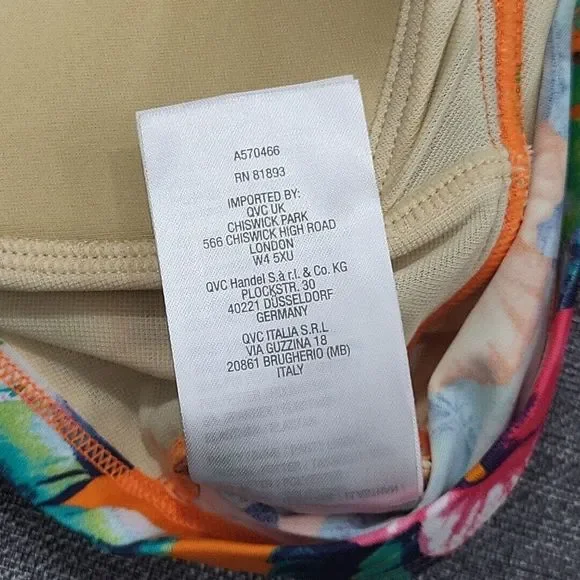 A570466
RN 81893
IMPORTED BY:
QVC UK
CHISWICK PARK
566 CHISWICK HIGH ROAD
LONDON
W4 5XU
QVC Handel S.à r.l. & Co. KG
PLOCKSTR. 30
40221 DÜSSELDORF
GERMANY
QVC ITALIA S.R.L
VIA GUZZINA 18
20861 BRUGHERIO (MB)
ITALY